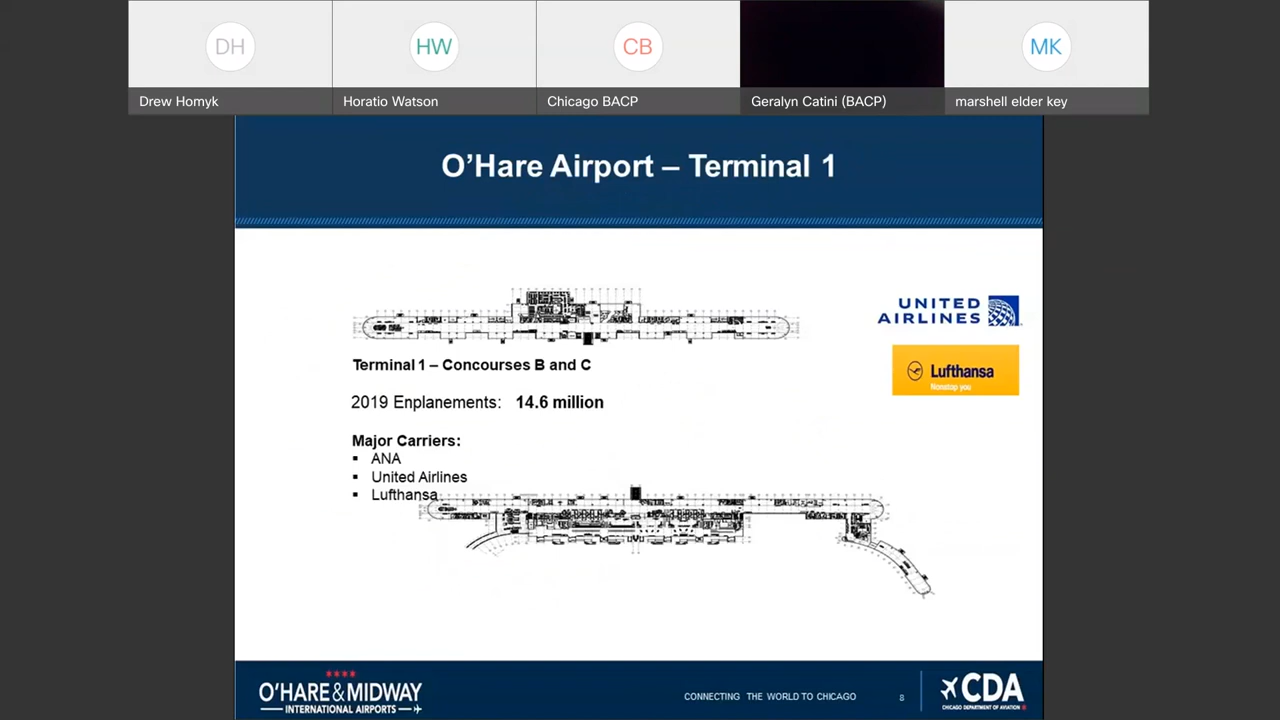 DH
HW
CB
MK
Drew Homyk
Horatio Watson
Chicago BACP
Geralyn Catini (BACP)
marshell elder key
O'Hare Airport – Terminal 1
UNITED
AIRLINES
Lufthansa
Nonstop you
Terminal 1 – Concourses B and C
2019 Enplanements: 14.6 million
Major Carriers:
▪ ANA
▪ United Airlines
▪ Lufthansa
O'HARE & MIDWAY
INTERNATIONAL AIRPORTS
CONNECTING THE WORLD TO CHICAGO
8
CDA
CHICAGO DEPARTMENT OF AVIATION